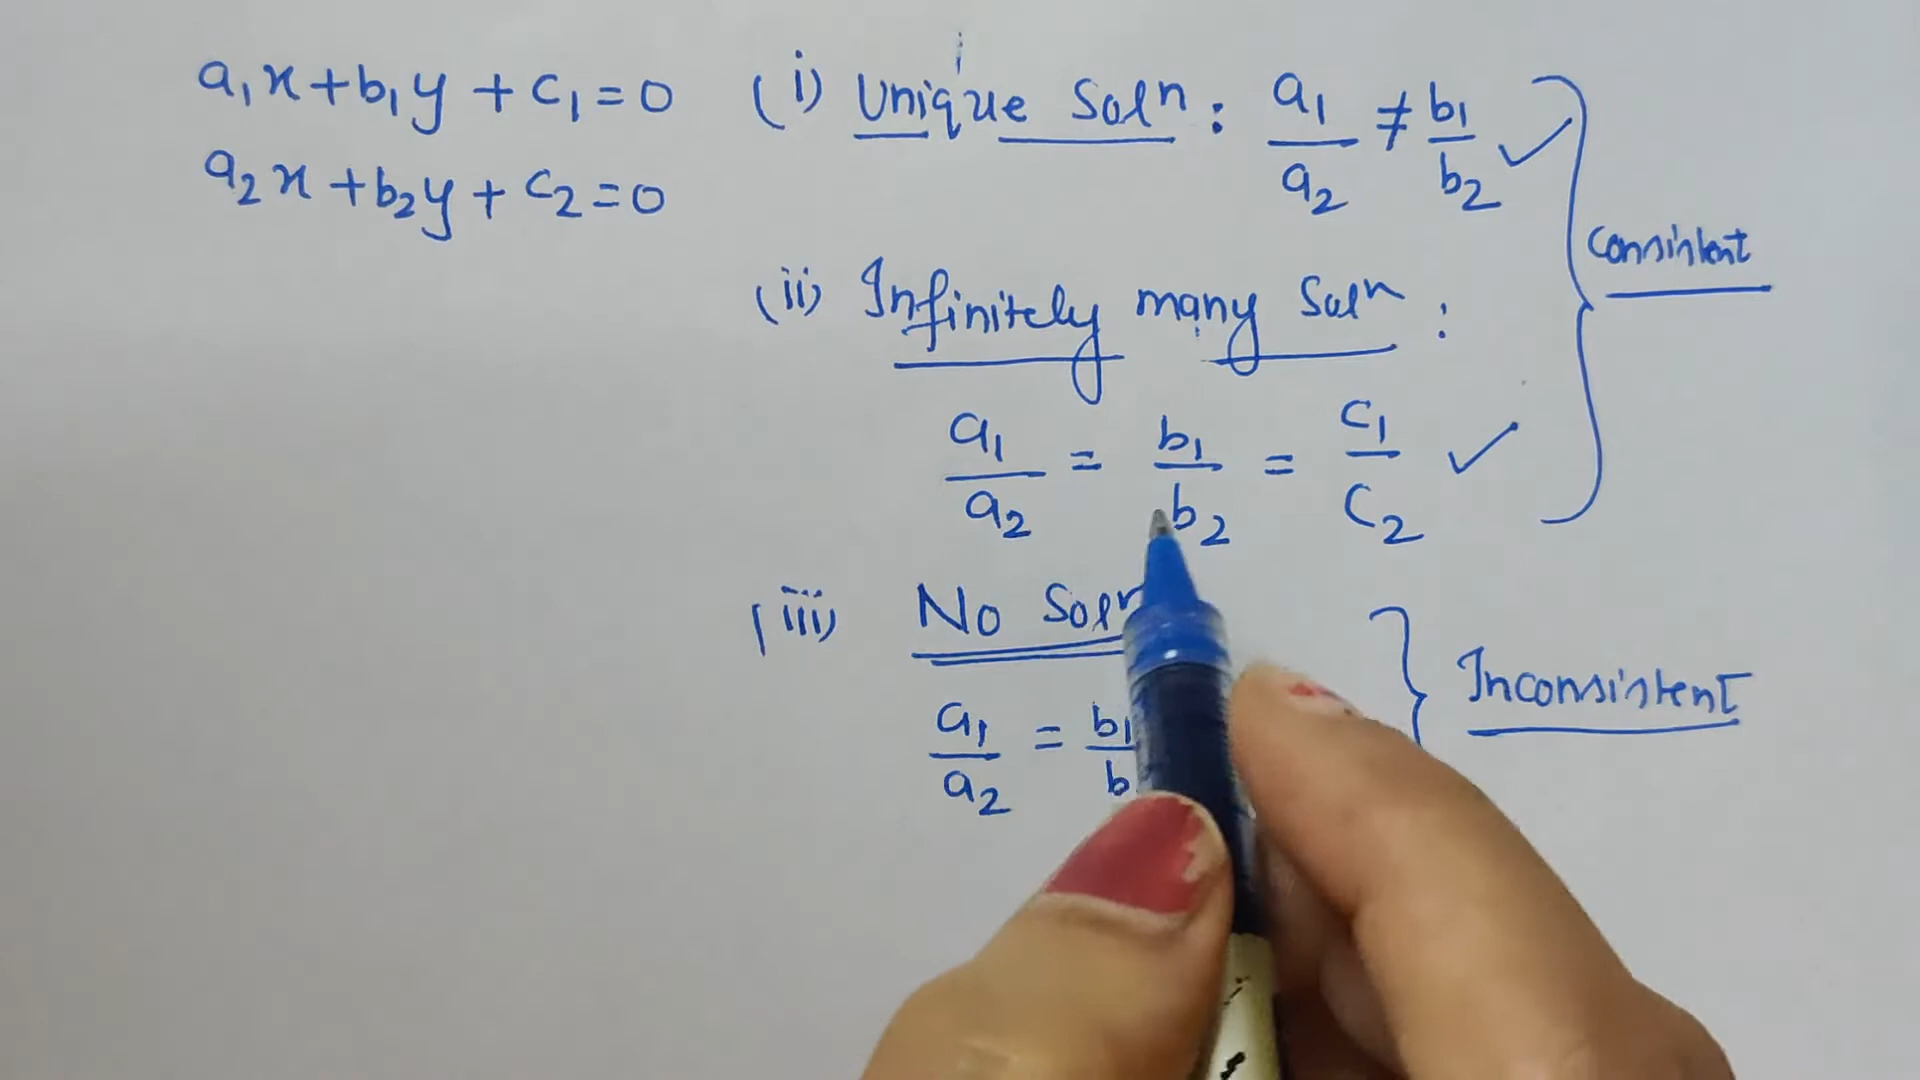 a₁x + b₁y + c₁ = 0
a₂x + b₂y + c₂ = 0
(i) Unique Solⁿ : a₁/a₂ ≠ b₁/b₂ ✓
Consistent
(ii) Infinitely many Solⁿ :
a₁/a₂ = b₁/b₂ = c₁/c₂ ✓
(iii) No Solⁿ
a₁/a₂ = b₁/b
Inconsistent